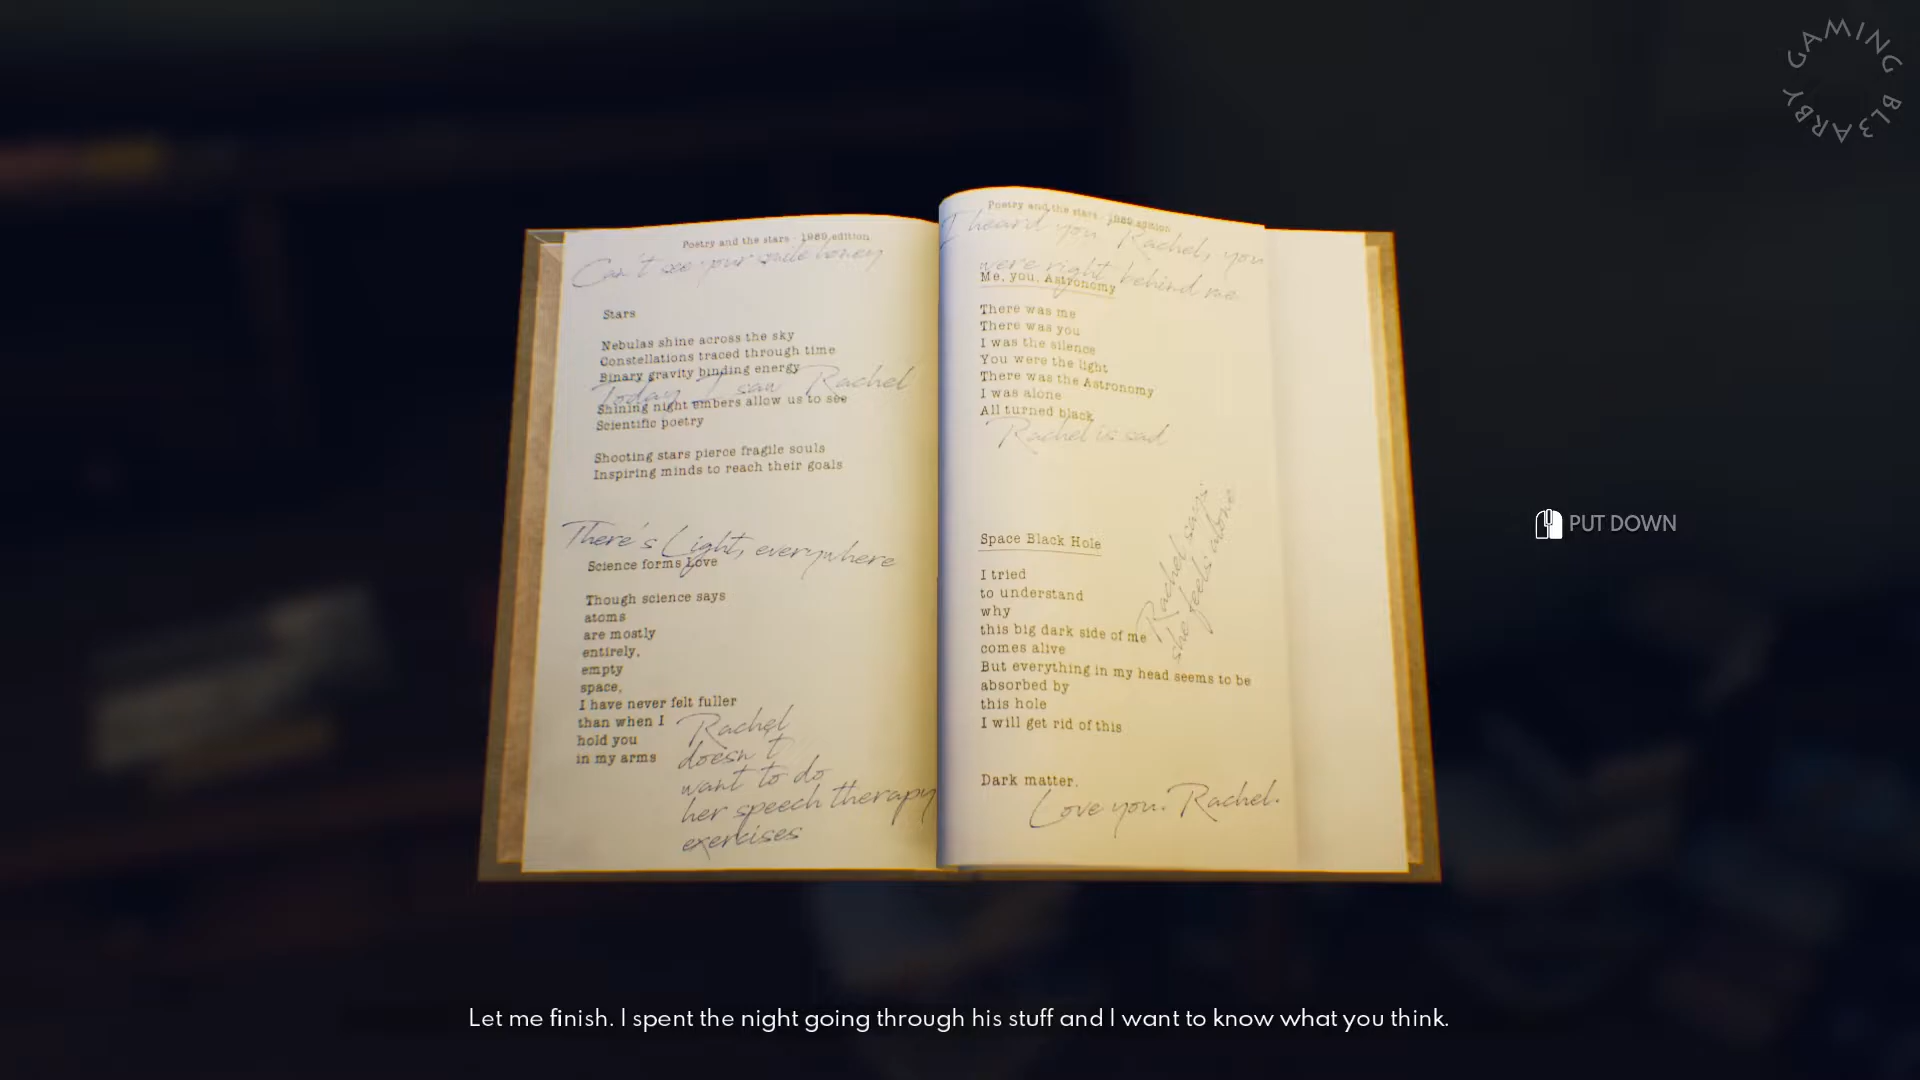 GAMING BL3ARBY
Poetry and the stars - 1989 edition
Can't see your smile honey
Stars
Nebulas shine across the sky
Constellations traced through time
Binary gravity binding energy
Today I saw Rachel
Shining night embers allow us to see
Scientific poetry
Shooting stars pierce fragile souls
Inspiring minds to reach their goals
There's Light, everywhere
Science forms Love
Though science says
atoms
are mostly
entirely,
empty
space,
I have never felt fuller
than when I
hold you
in my arms
Rachel
doesn't
want to do
her speech therapy
exercises
Poetry and the stars - 1989 edition
I heard you Rachel, you
were right behind me
Me, you, Astronomy
There was me
There was you
I was the silence
You were the light
There was the Astronomy
I was alone
All turned black
Rachel is sad
Space Black Hole
I tried
to understand
why
this big dark side of me
comes alive
But everything in my head seems to be
absorbed by
this hole
I will get rid of this
Rachel says
she feels alone
Dark matter.
Love you. Rachel.
PUT DOWN
Let me finish. I spent the night going through his stuff and I want to know what you think.